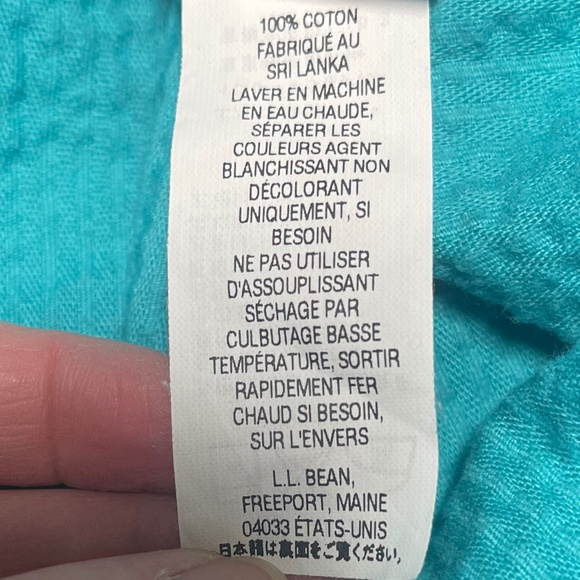 100% COTON
FABRIQUÉ AU
SRI LANKA
LAVER EN MACHINE
EN EAU CHAUDE,
SÉPARER LES
COULEURS AGENT
BLANCHISSANT NON
DÉCOLORANT
UNIQUEMENT, SI
BESOIN
NE PAS UTILISER
D'ASSOUPLISSANT
SÉCHAGE PAR
CULBUTAGE BASSE
TEMPÉRATURE, SORTIR
RAPIDEMENT FER
CHAUD SI BESOIN,
SUR L'ENVERS
L.L. BEAN,
FREEPORT, MAINE
04033 ÉTATS-UNIS
日本語は裏面をご覧ください。